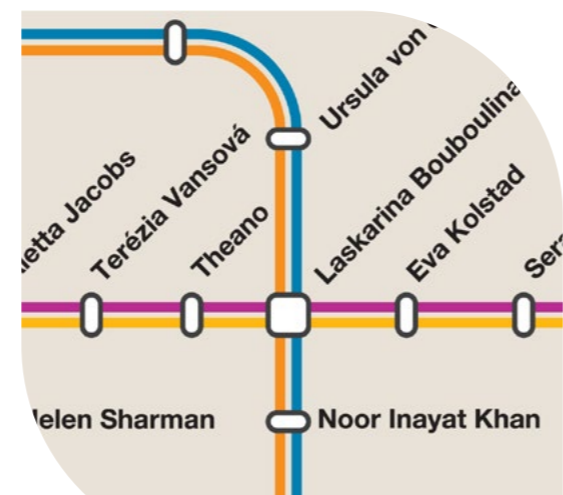 Ursula von
Jacobs
Terézia Vansová
Theano
Laskarina Bouboulina
Eva Kolstad
Helen Sharman
Noor Inayat Khan